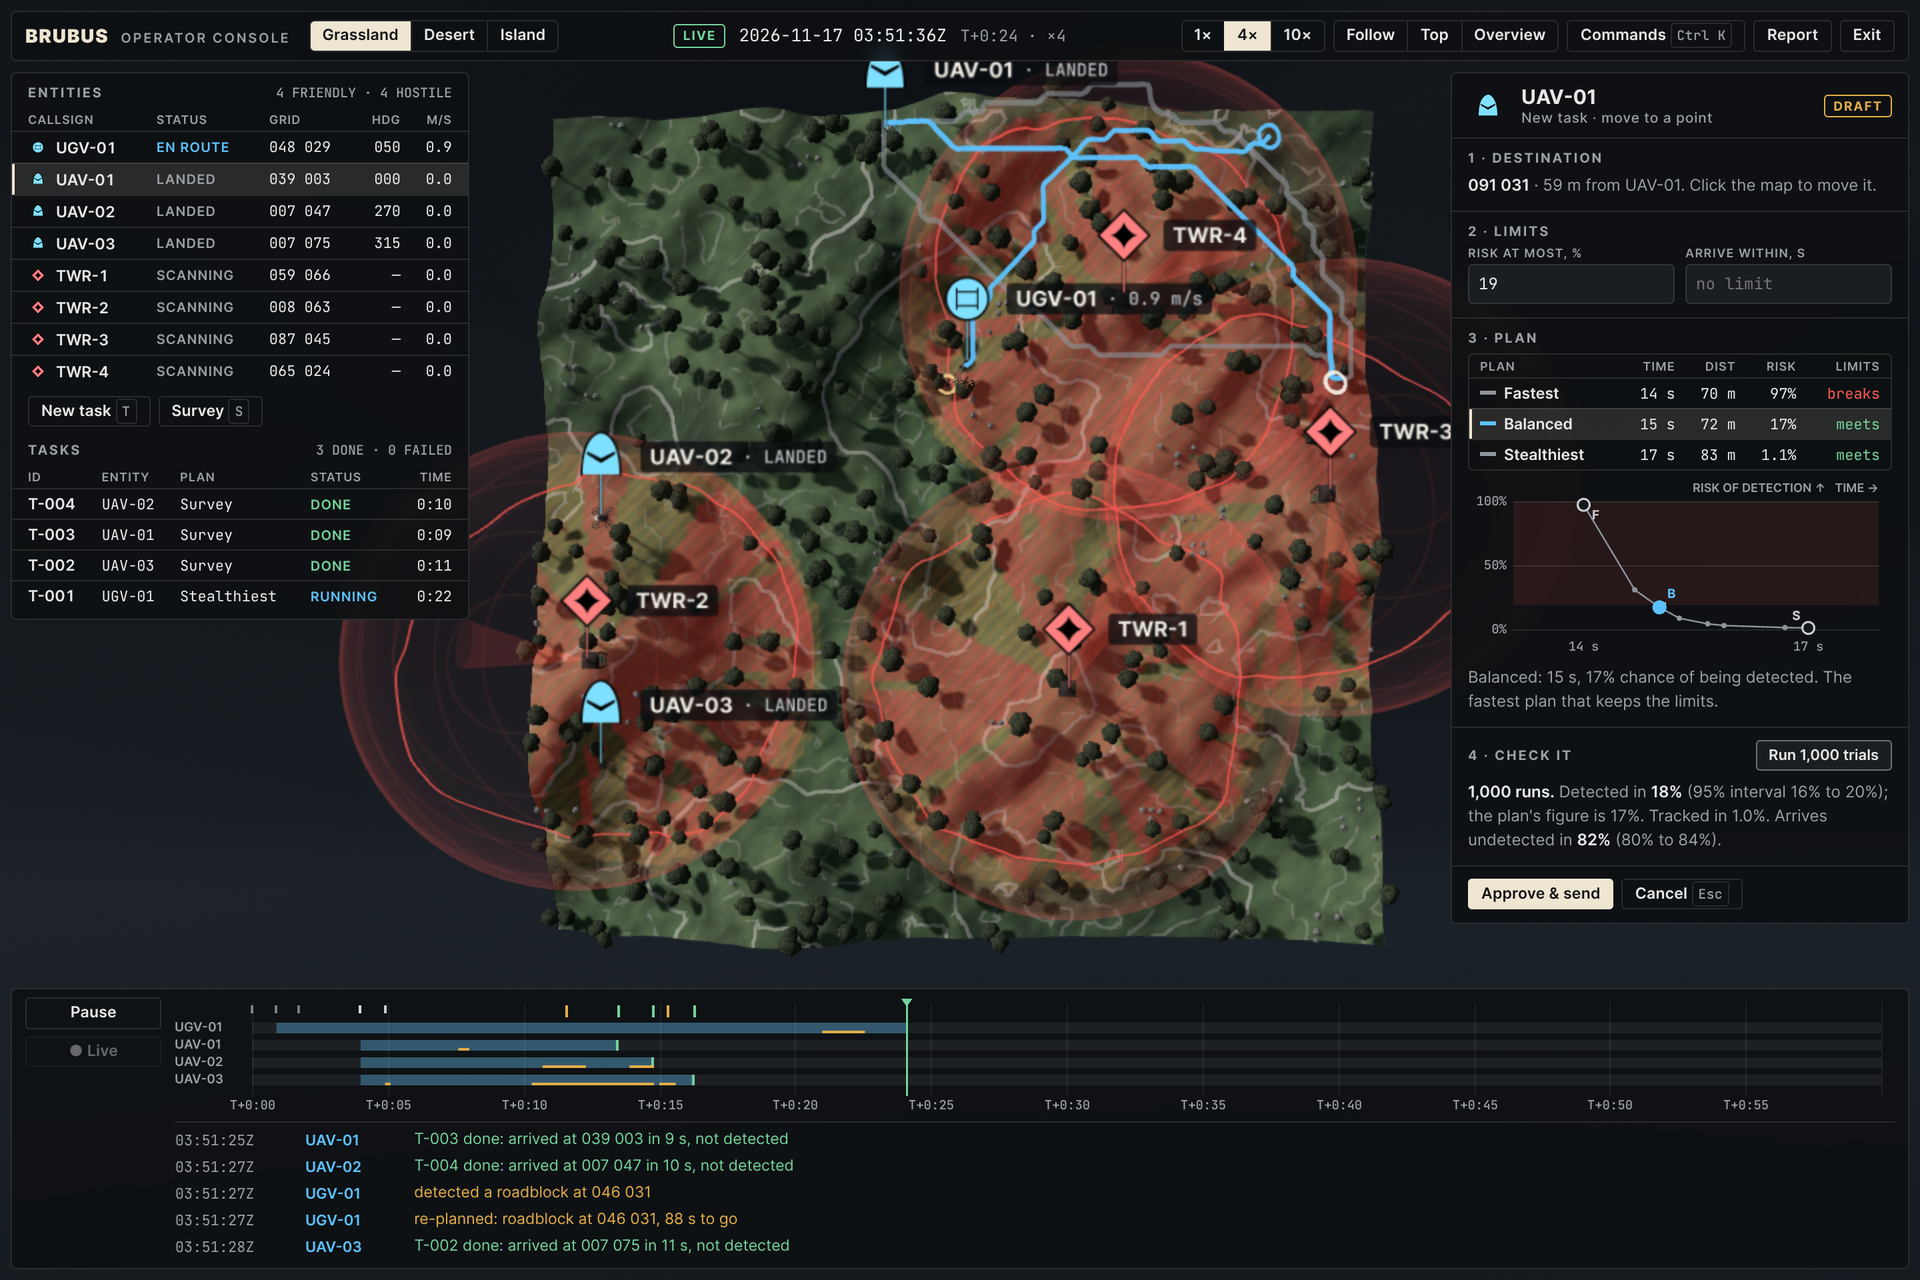 BRUBUS OPERATOR CONSOLE Grassland Desert Island LIVE 2026-11-17 03:51:36Z T+0:24 · ×4 1× 4× 10× Follow Top Overview Commands Ctrl K Report Exit
ENTITIES 4 FRIENDLY · 4 HOSTILE
CALLSIGN STATUS GRID HDG M/S
UGV-01 EN ROUTE 048 029 050 0.9
UAV-01 LANDED 039 003 000 0.0
UAV-02 LANDED 007 047 270 0.0
UAV-03 LANDED 007 075 315 0.0
TWR-1 SCANNING 059 066 — 0.0
TWR-2 SCANNING 008 063 — 0.0
TWR-3 SCANNING 087 045 — 0.0
TWR-4 SCANNING 065 024 — 0.0
New task T Survey S
TASKS 3 DONE · 0 FAILED
ID ENTITY PLAN STATUS TIME
T-004 UAV-02 Survey DONE 0:10
T-003 UAV-01 Survey DONE 0:09
T-002 UAV-03 Survey DONE 0:11
T-001 UGV-01 Stealthiest RUNNING 0:22
UAV-01 · LANDED
TWR-4
UGV-01 · 0.9 m/s
TWR-3
UAV-02 · LANDED
TWR-2
TWR-1
UAV-03 · LANDED
UAV-01 DRAFT
New task · move to a point
1 · DESTINATION
091 031 · 59 m from UAV-01. Click the map to move it.
2 · LIMITS
RISK AT MOST, % ARRIVE WITHIN, S
19 no limit
3 · PLAN
PLAN TIME DIST RISK LIMITS
Fastest 14 s 70 m 97% breaks
Balanced 15 s 72 m 17% meets
Stealthiest 17 s 83 m 1.1% meets
RISK OF DETECTION ↑ TIME →
100%
F
50%
B
S
0%
14 s 17 s
Balanced: 15 s, 17% chance of being detected. The
fastest plan that keeps the limits.
4 · CHECK IT Run 1,000 trials
1,000 runs. Detected in 18% (95% interval 16% to 20%);
the plan's figure is 17%. Tracked in 1.0%. Arrives
undetected in 82% (80% to 84%).
Approve & send Cancel Esc
Pause
Live
UGV-01
UAV-01
UAV-02
UAV-03
T+0:00 T+0:05 T+0:10 T+0:15 T+0:20 T+0:25 T+0:30 T+0:35 T+0:40 T+0:45 T+0:50 T+0:55
03:51:25Z UAV-01 T-003 done: arrived at 039 003 in 9 s, not detected
03:51:27Z UAV-02 T-004 done: arrived at 007 047 in 10 s, not detected
03:51:27Z UGV-01 detected a roadblock at 046 031
03:51:27Z UGV-01 re-planned: roadblock at 046 031, 88 s to go
03:51:28Z UAV-03 T-002 done: arrived at 007 075 in 11 s, not detected